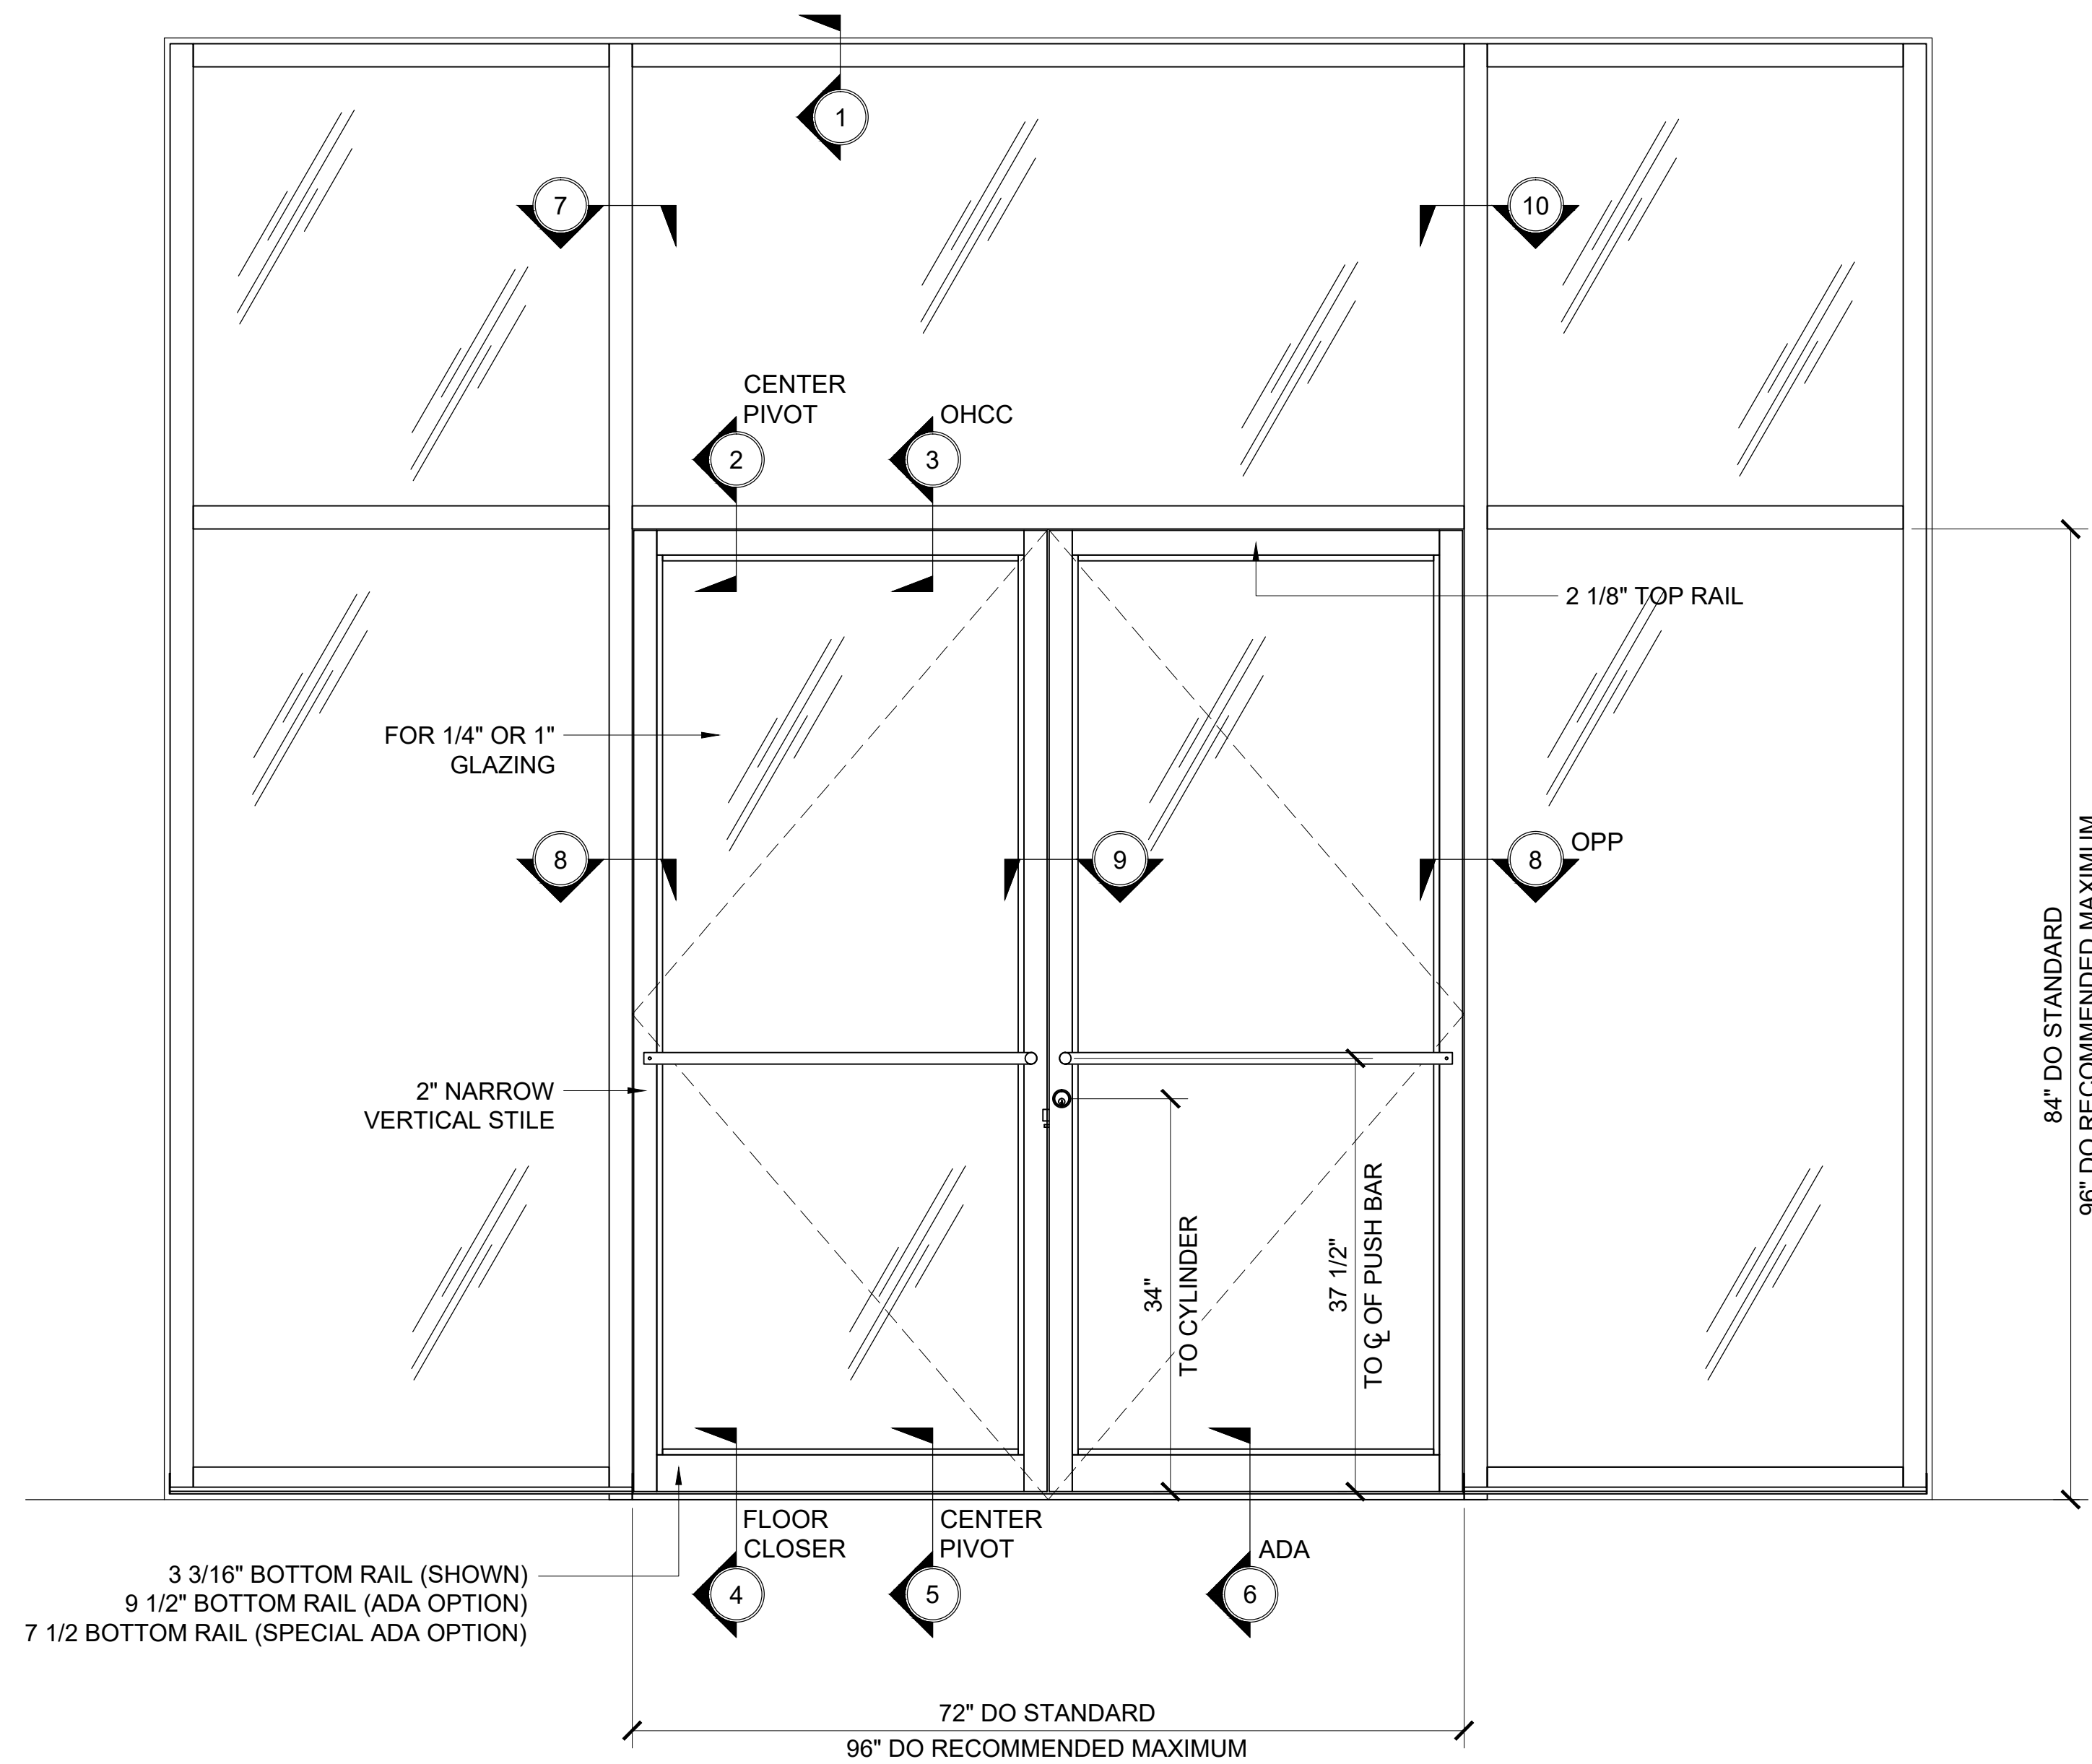 1
7
10
CENTER
PIVOT
OHCC
2
3
2 1/8" TOP RAIL
FOR 1/4" OR 1"
GLAZING
8
9
8
OPP
84" DO STANDARD
96" DO RECOMMENDED MAXIMUM
2" NARROW
VERTICAL STILE
34"
TO CYLINDER
37 1/2"
TO ℄ OF PUSH BAR
FLOOR
CLOSER
CENTER
PIVOT
ADA
3 3/16" BOTTOM RAIL (SHOWN)
9 1/2" BOTTOM RAIL (ADA OPTION)
7 1/2 BOTTOM RAIL (SPECIAL ADA OPTION)
4
5
6
72" DO STANDARD
96" DO RECOMMENDED MAXIMUM